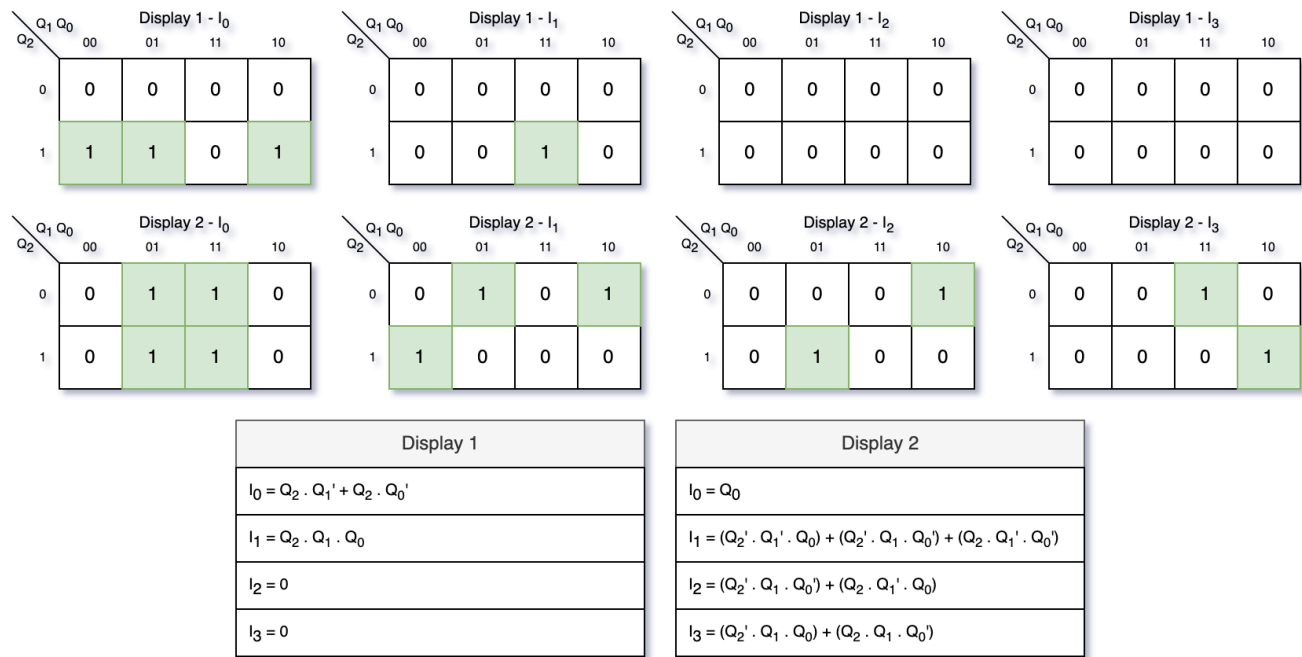 Display 1 - I₀ Display 1 - I₁ Display 1 - I₂ Display 1 - I₃
Q₁ Q₀ Q₁ Q₀ Q₁ Q₀ Q₁ Q₀
Q₂ 00 01 11 10 Q₂ 00 01 11 10 Q₂ 00 01 11 10 Q₂ 00 01 11 10
0 0 0 0 0 0 0 0 0 0 0 0 0 0 0 0 0 0 0 0 0
1 1 1 0 1 1 0 0 1 0 1 0 0 0 0 1 0 0 0 0
Display 2 - I₀ Display 2 - I₁ Display 2 - I₂ Display 2 - I₃
Q₁ Q₀ Q₁ Q₀ Q₁ Q₀ Q₁ Q₀
Q₂ 00 01 11 10 Q₂ 00 01 11 10 Q₂ 00 01 11 10 Q₂ 00 01 11 10
0 0 1 1 0 0 0 1 0 1 0 0 0 0 1 0 0 0 1 0
1 0 1 1 0 1 1 0 0 0 1 0 1 0 0 1 0 0 0 1
Display 1
I₀ = Q₂ . Q₁' + Q₂ . Q₀'
I₁ = Q₂ . Q₁ . Q₀
I₂ = 0
I₃ = 0
Display 2
I₀ = Q₀
I₁ = (Q₂' . Q₁' . Q₀) + (Q₂' . Q₁ . Q₀') + (Q₂ . Q₁' . Q₀')
I₂ = (Q₂' . Q₁ . Q₀') + (Q₂ . Q₁' . Q₀)
I₃ = (Q₂' . Q₁ . Q₀) + (Q₂ . Q₁ . Q₀')